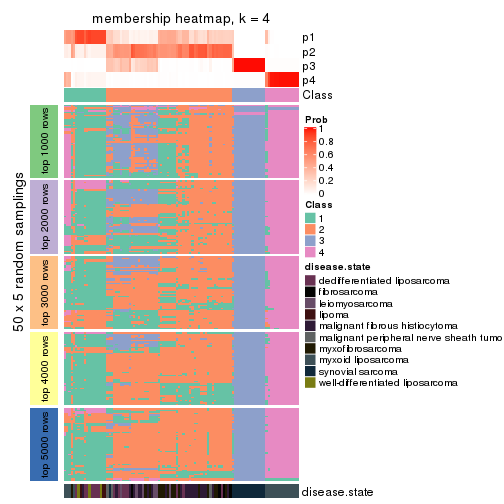 membership heatmap, k = 4
p1
p2
p3
p4
Class
50 x 5 random samplings
top 1000 rows
top 2000 rows
top 3000 rows
top 4000 rows
top 5000 rows
Prob
1
0.8
0.6
0.4
0.2
0
Class
1
2
3
4
disease.state
dedifferentiated liposarcoma
fibrosarcoma
leiomyosarcoma
lipoma
malignant fibrous histiocytoma
malignant peripheral nerve sheath tumo
myxofibrosarcoma
myxoid liposarcoma
synovial sarcoma
well-differentiated liposarcoma
disease.state